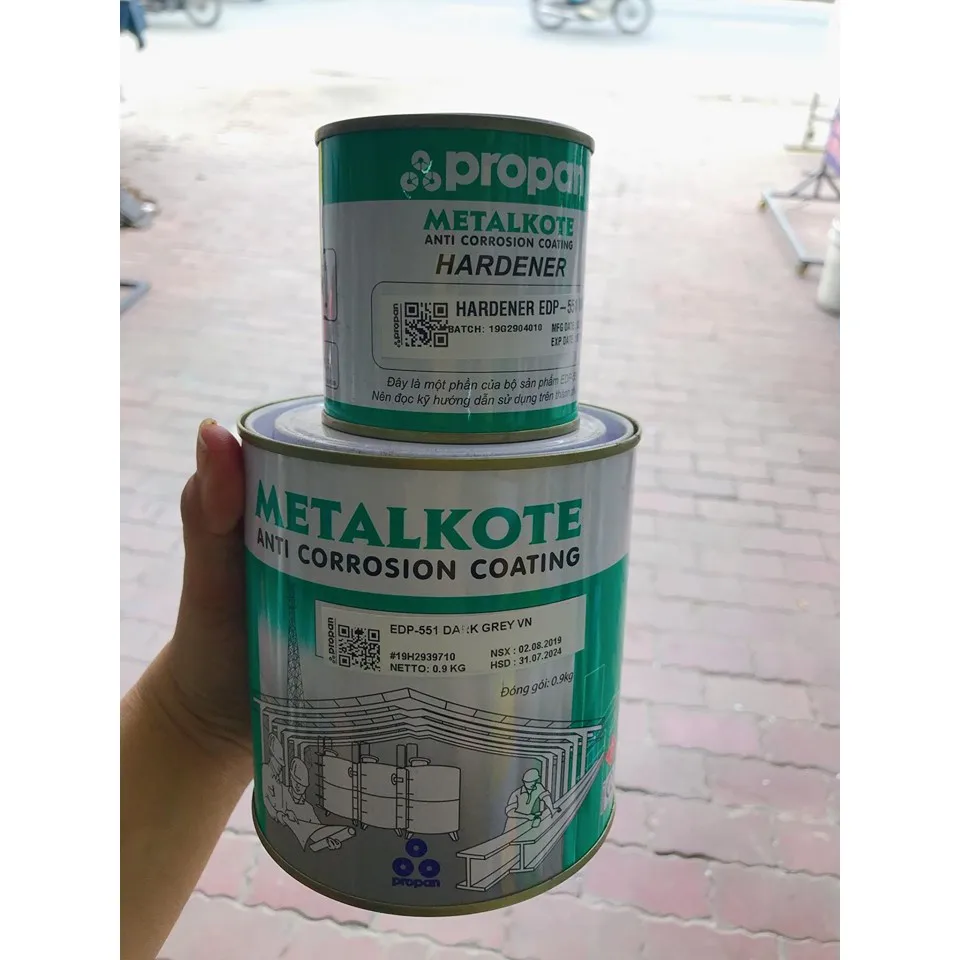 propan
METALKOTE
ANTI CORROSION COATING
HARDENER
propan
HARDENER EDP-551
BATCH: 19G2904010 MFG DATE:
EXP DATE:
Đây là một phần của bộ sản phẩm
Nên đọc kỹ hướng dẫn sử dụng trên
METALKOTE
ANTI CORROSION COATING
propan
EDP-551 DARK GREY VN
#19H2939710 NSX : 02.08.2019
NETTO: 0.9 KG HSD : 31.07.2024
Đóng gói: 0.9kg
propan